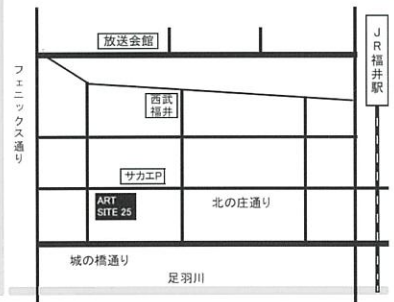 放送会館
JR福井駅
フェニックス通り
西武
福井
サカエP
ART
SITE 25
北の庄通り
城の橋通り
足羽川